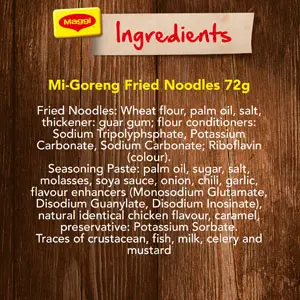 Maggi
Ingredients
Mi-Goreng Fried Noodles 72g
Fried Noodles: Wheat flour, palm oil, salt,
thickener: guar gum; flour conditioners:
Sodium Tripolyphsphate, Potassium
Carbonate, Sodium Carbonate; Riboflavin
(colour).
Seasoning Paste: palm oil, sugar, salt,
molasses, soya sauce, onion, chili, garlic,
flavour enhancers (Monosodium Glutamate,
Disodium Guanylate, Disodium Inosinate),
natural identical chicken flavour, caramel,
preservative: Potassium Sorbate.
Traces of crustacean, fish, milk, celery and
mustard